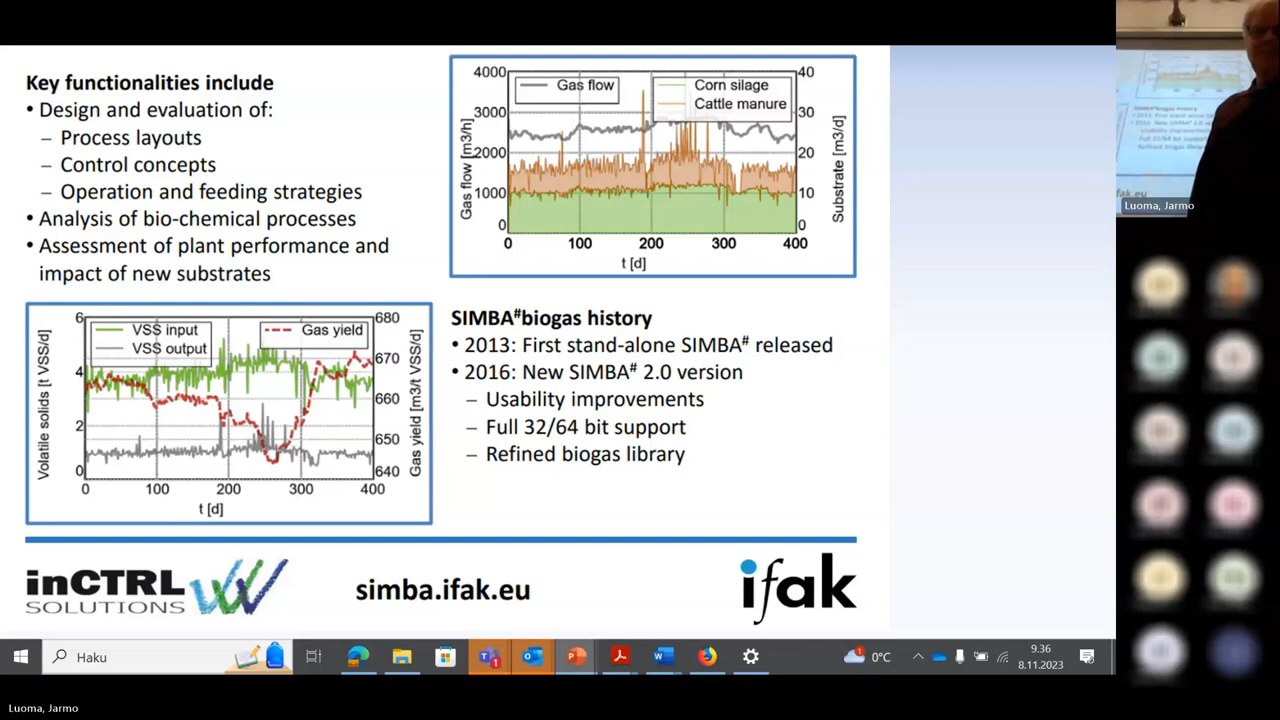 Key functionalities include
• Design and evaluation of:
– Process layouts
– Control concepts
– Operation and feeding strategies
• Analysis of bio-chemical processes
• Assessment of plant performance and
impact of new substrates
4000
3000
2000
1000
0
Gas flow [m3/h]
Gas flow
Corn silage
Cattle manure
40
30
20
10
0
Substrate [m3/d]
0 100 200 300 400
t [d]
6
4
2
0
Volatile solids [t VSS/d]
VSS input
VSS output
Gas yield
680
670
660
650
640
Gas yield [m3/t VSS/d]
0 100 200 300 400
t [d]
SIMBA#biogas history
• 2013: First stand-alone SIMBA# released
• 2016: New SIMBA# 2.0 version
– Usability improvements
– Full 32/64 bit support
– Refined biogas library
inCTRL
SOLUTIONS
simba.ifak.eu
ifak
Haku
1
1
0°C
9.36
8.11.2023
SIMBA#biogas history
Luoma, Jarmo
Luoma, Jarmo